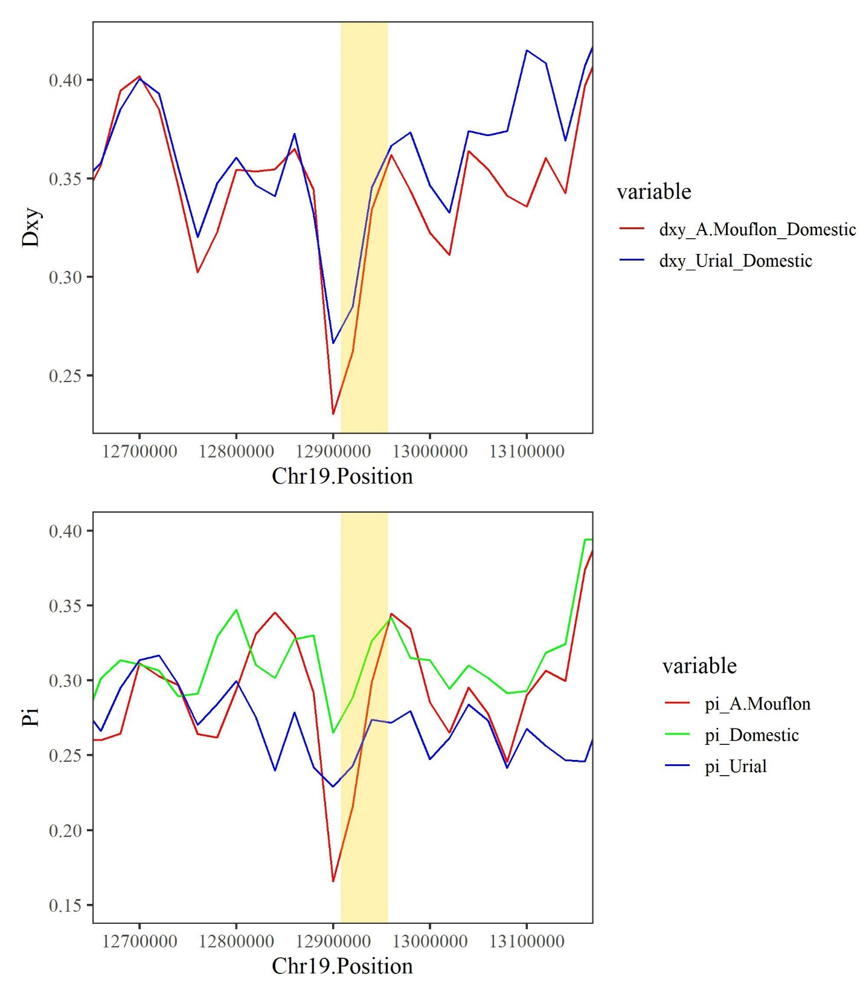 0.40
0.35
0.30
0.25
Dxy
12700000 12800000 12900000 13000000 13100000
Chr19.Position
variable
dxy_A.Mouflon_Domestic
dxy_Urial_Domestic
0.40
0.35
0.30
0.25
0.20
0.15
Pi
12700000 12800000 12900000 13000000 13100000
Chr19.Position
variable
pi_A.Mouflon
pi_Domestic
pi_Urial